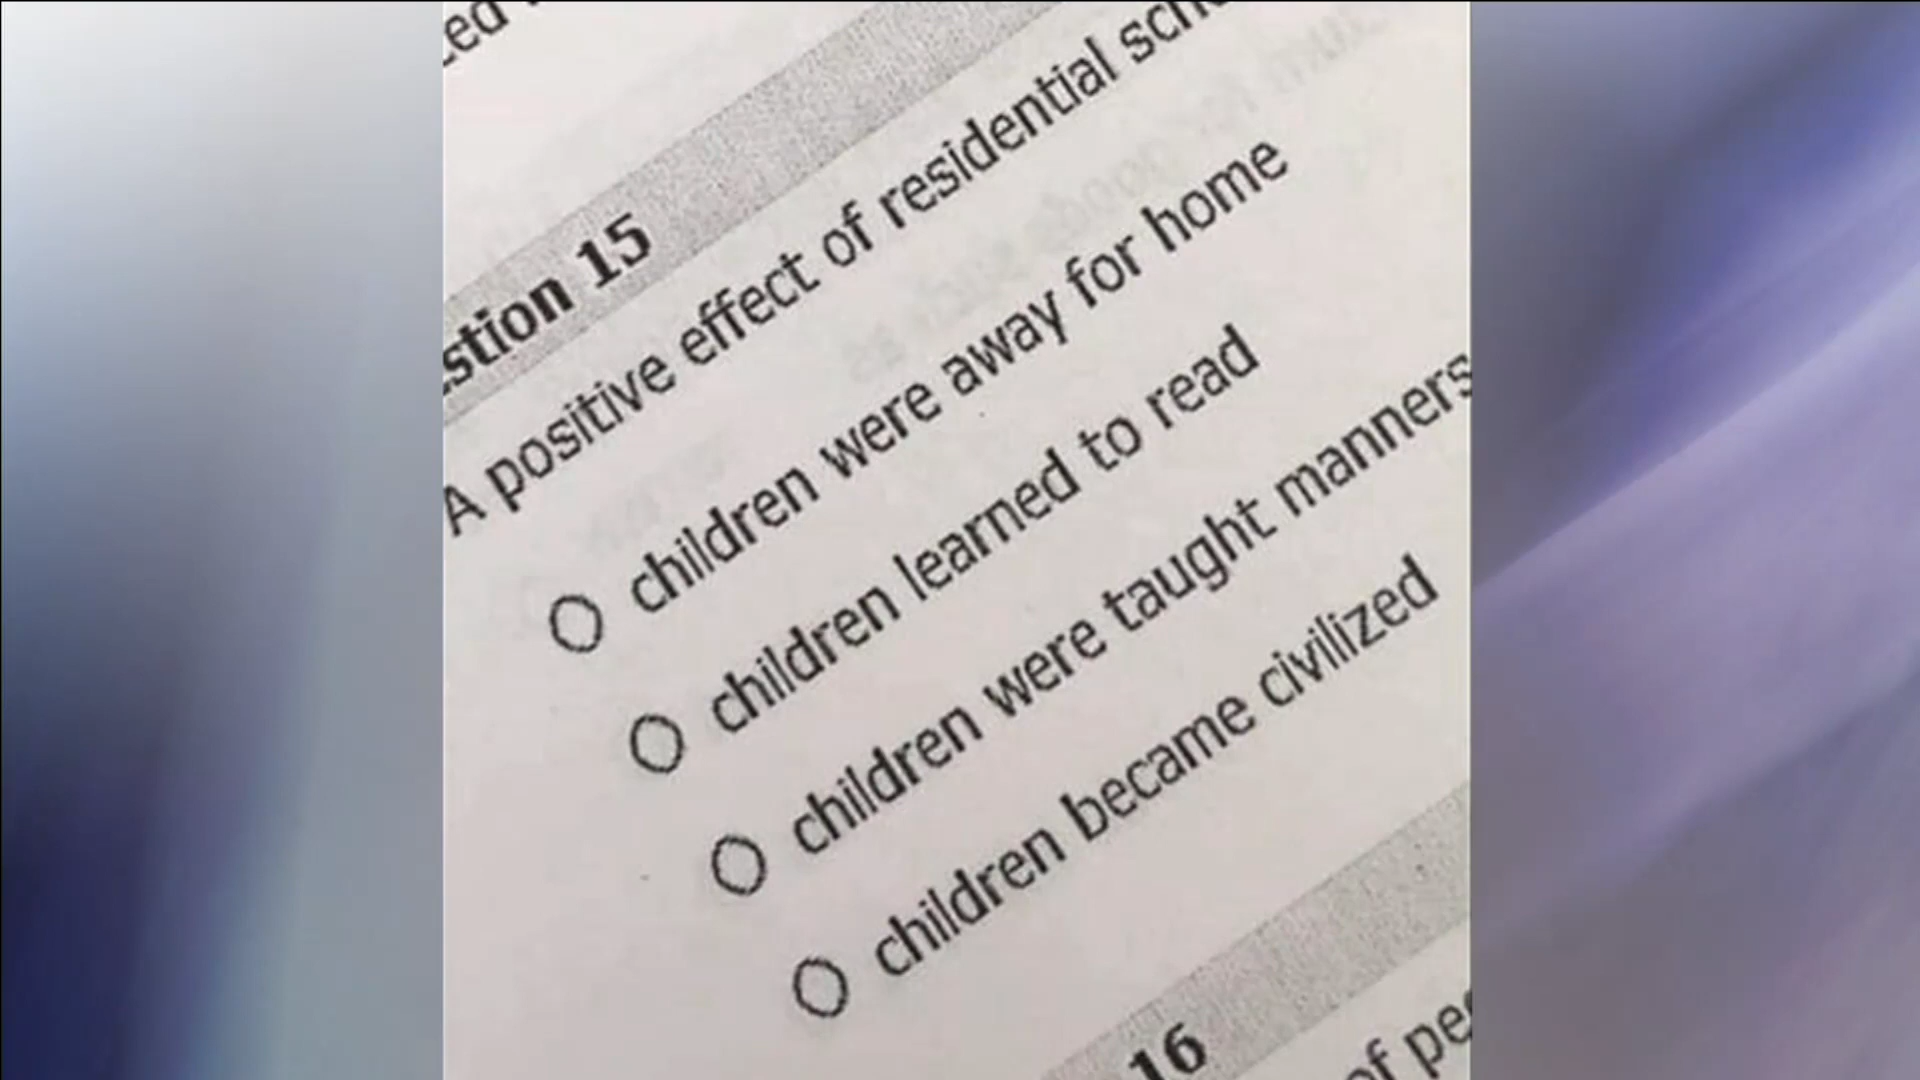 stion 15
A positive effect of residential
children were away for home
children learned to read
children were taught manners
children became civilized
16
of